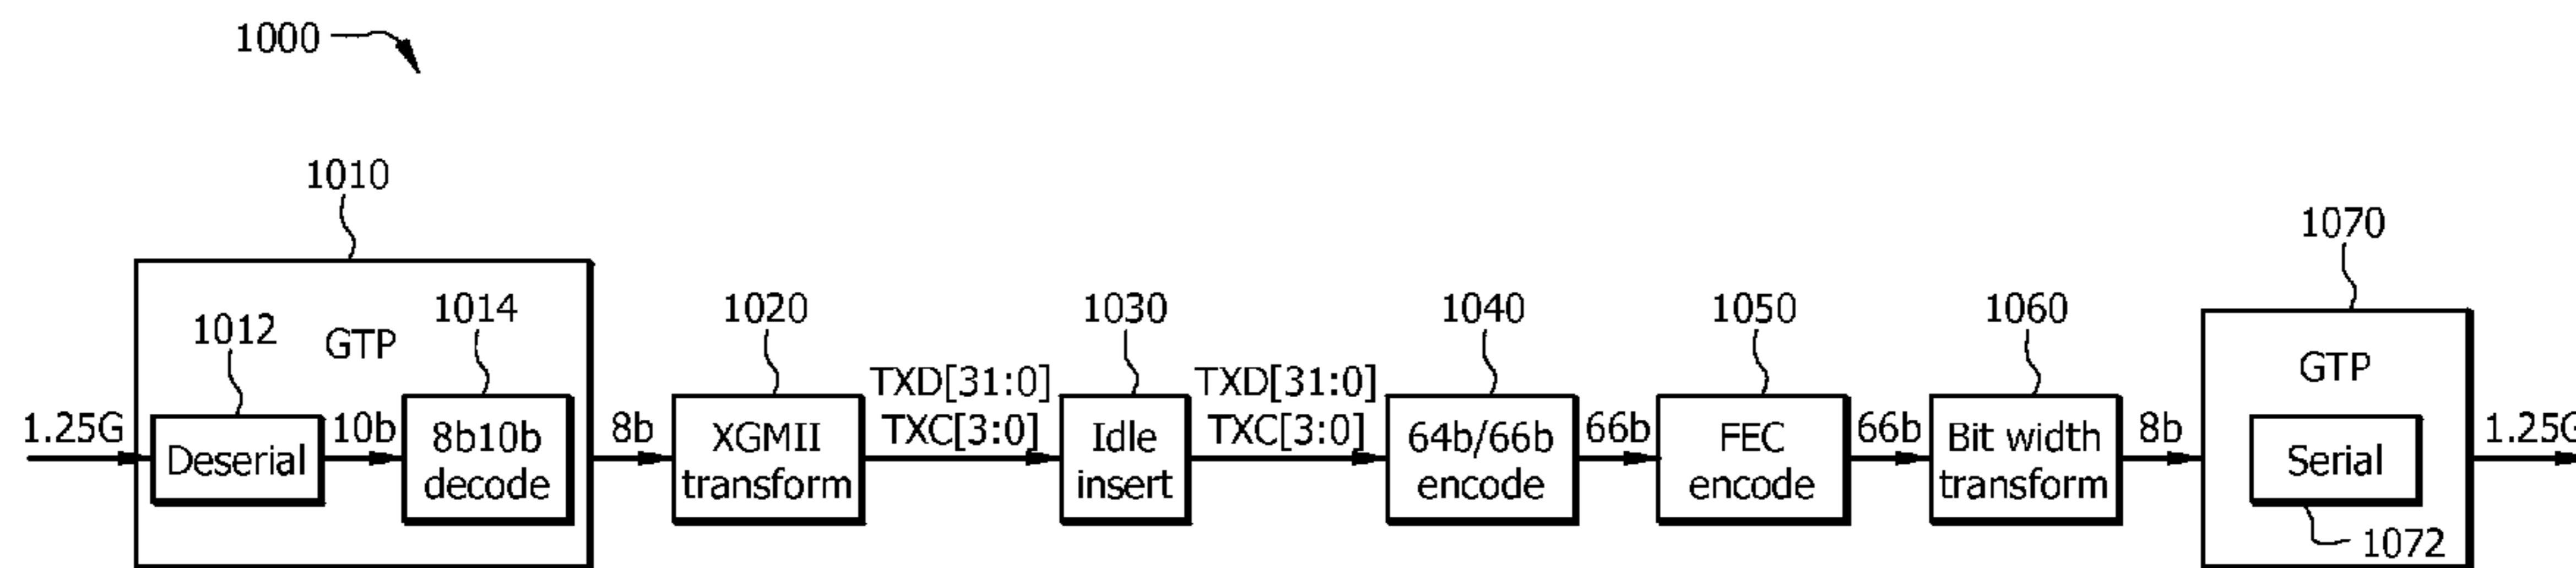 1000
1010
1012
GTP
1014
1.25G
Deserial
10b
8b10b
decode
8b
1020
XGMII
transform
TXD[31:0]
TXC[3:0]
1030
Idle
insert
TXD[31:0]
TXC[3:0]
1040
64b/66b
encode
66b
1050
FEC
encode
66b
1060
Bit width
transform
8b
1070
GTP
Serial
1072
1.25G